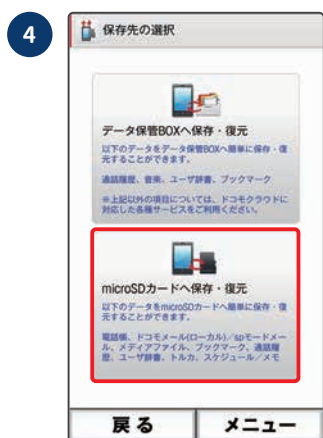 4
保存先の選択
データ保管BOXへ保存・復元
以下のデータをデータ保管BOXへ簡単に保存・復
元することができます。
通話履歴、音楽、ユーザ辞書、ブックマーク
※上記以外の項目については、ドコモクラウドに
対応した各種サービスをご利用ください。
microSDカードへ保存・復元
以下のデータをmicroSDカードへ簡単に保存・復
元することができます。
電話帳、ドコモメール(ローカル)／spモードメー
ル、メディアファイル、ブックマーク、通話履
歴、ユーザ辞書、トルカ、スケジュール／メモ
戻る
メニュー